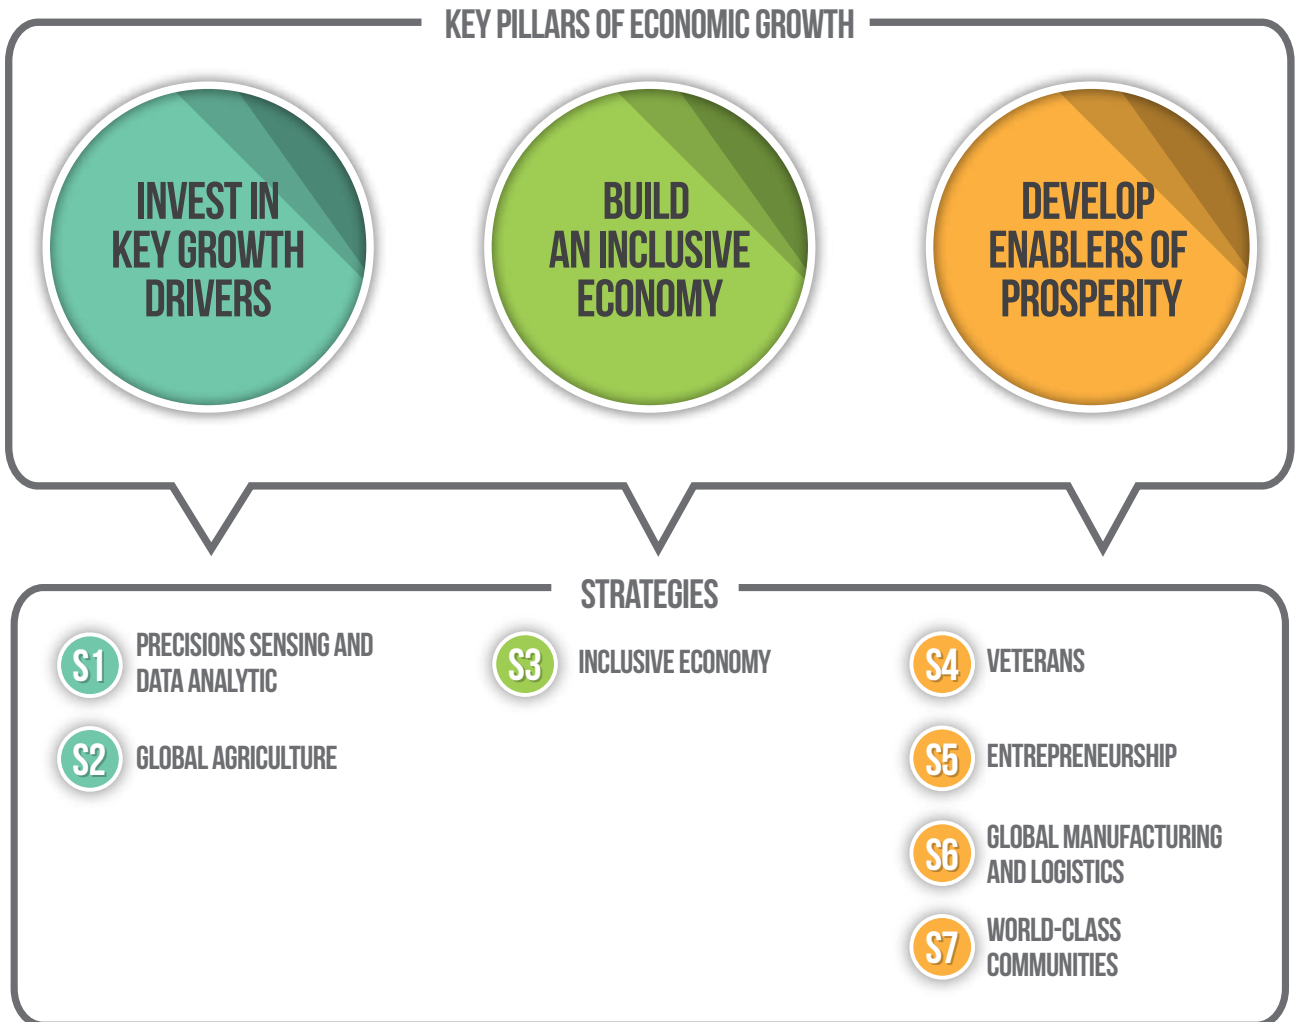 KEY PILLARS OF ECONOMIC GROWTH
INVEST IN
KEY GROWTH
DRIVERS
BUILD
AN INCLUSIVE
ECONOMY
DEVELOP
ENABLERS OF
PROSPERITY
STRATEGIES
S1
PRECISIONS SENSING AND
DATA ANALYTIC
S2
GLOBAL AGRICULTURE
S3
INCLUSIVE ECONOMY
S4
VETERANS
S5
ENTREPRENEURSHIP
S6
GLOBAL MANUFACTURING
AND LOGISTICS
S7
WORLD-CLASS
COMMUNITIES